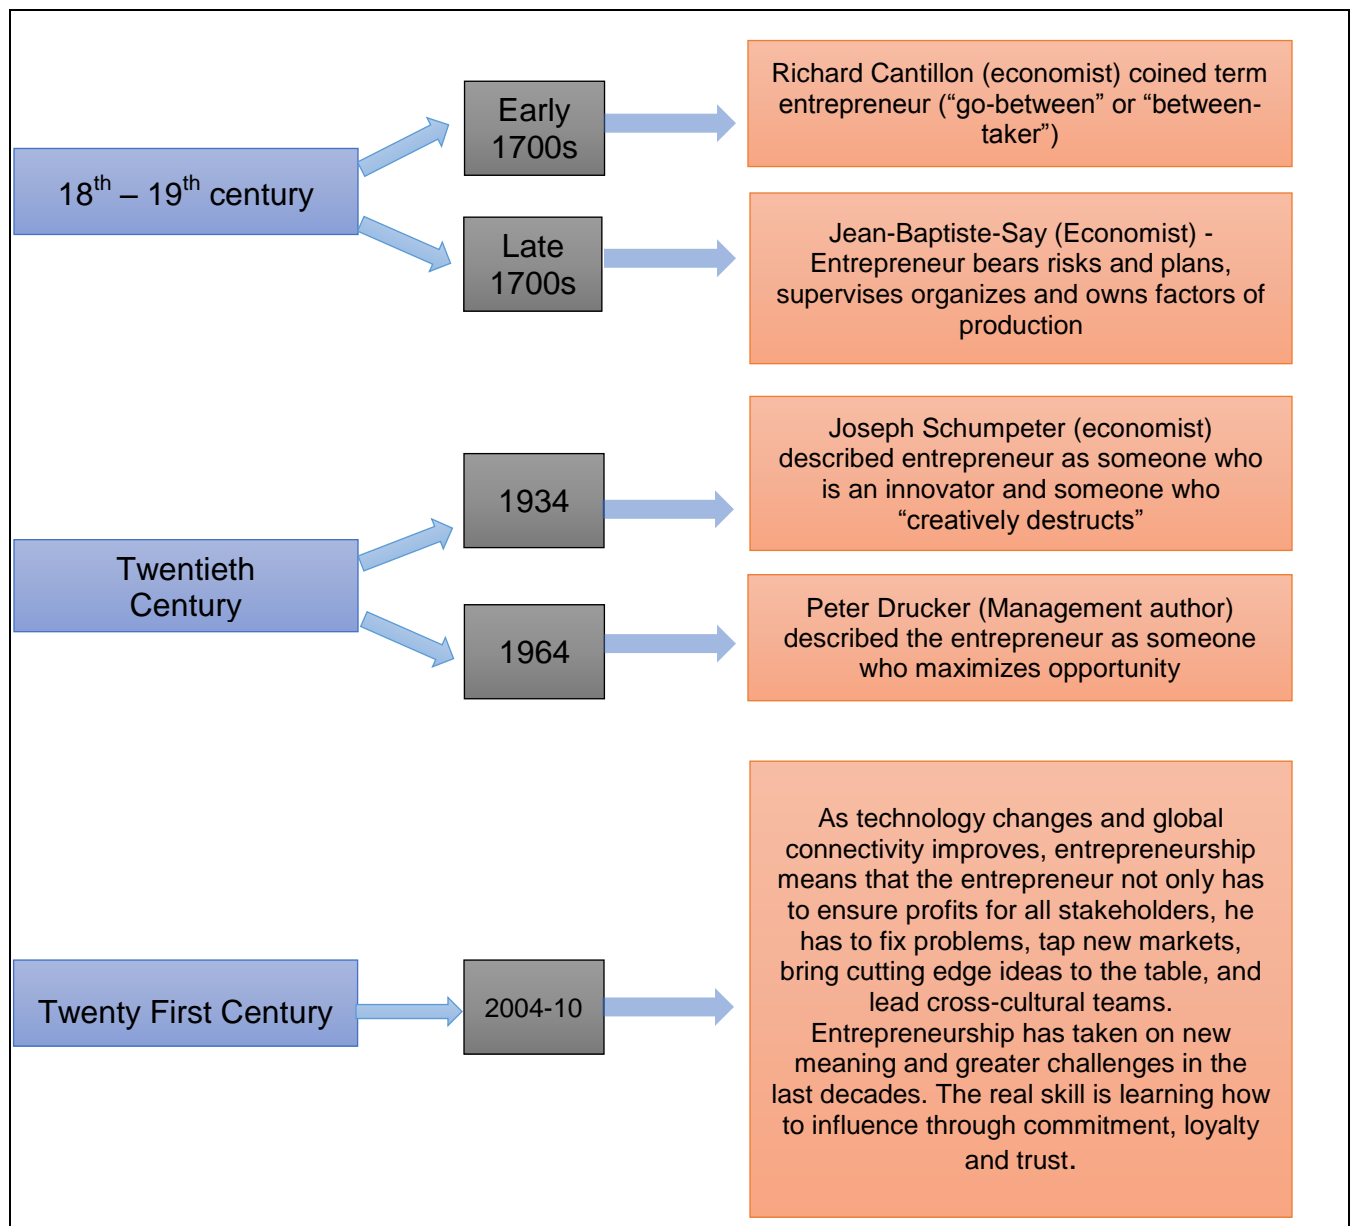 18th – 19th century
Early
1700s
Richard Cantillon (economist) coined term
entrepreneur (“go-between” or “between-
taker”)
Late
1700s
Jean-Baptiste-Say (Economist) -
Entrepreneur bears risks and plans,
supervises organizes and owns factors of
production
Twentieth
Century
1934
Joseph Schumpeter (economist)
described entrepreneur as someone who
is an innovator and someone who
“creatively destructs”
1964
Peter Drucker (Management author)
described the entrepreneur as someone
who maximizes opportunity
Twenty First Century
2004-10
As technology changes and global
connectivity improves, entrepreneurship
means that the entrepreneur not only has
to ensure profits for all stakeholders, he
has to fix problems, tap new markets,
bring cutting edge ideas to the table, and
lead cross-cultural teams.
Entrepreneurship has taken on new
meaning and greater challenges in the
last decades. The real skill is learning how
to influence through commitment, loyalty
and trust.